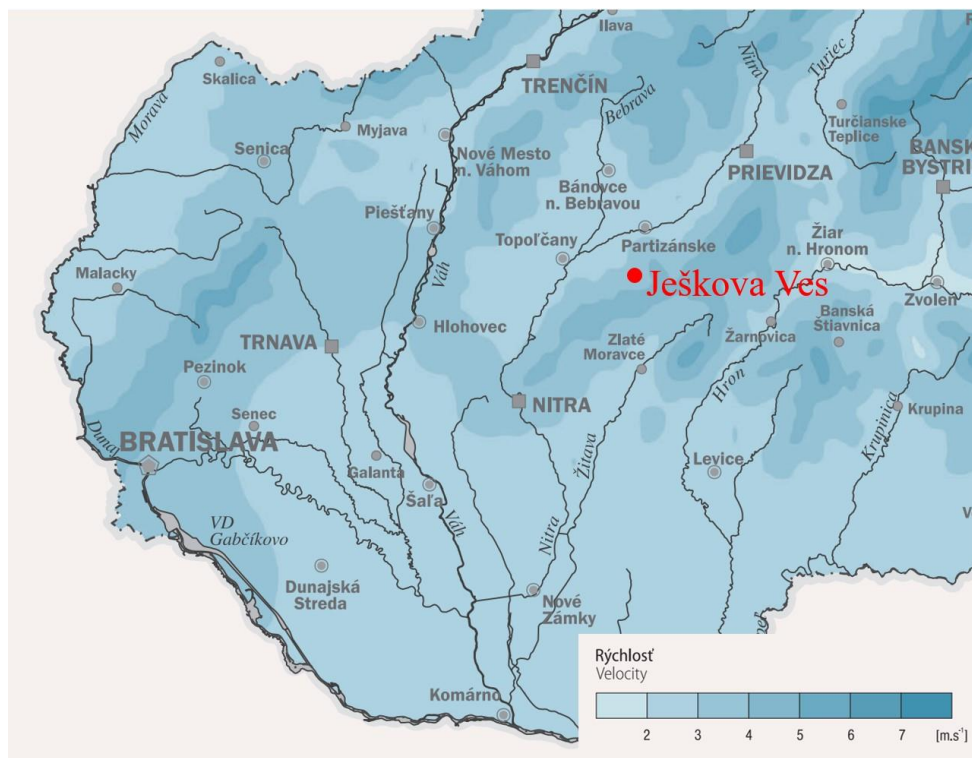 Ilava
Nitra
Turiec
Skalica
TRENČÍN
Bebrava
Morava
Myjava
Turčianske
Teplice
Senica
Nové Mesto
n. Váhom
PRIEVIDZA
BANSK
BYSTRI
Bánovce
n. Bebravou
Piešťany
Topoľčany
Partizánske
Žiar
n. Hronom
Váh
Malacky
Ješkova Ves
Zvolen
Banská
Štiavnica
Hlohovec
TRNAVA
Zlaté
Moravce
Žarnovica
Pezinok
Hron
NITRA
Krupina
Krupinica
Senec
Dunaj
BRATISLAVA
Žitava
Galanta
Levice
Šaľa
Váh
Nitra
VD
Gabčíkovo
Dunajská
Streda
Nové
Zámky
Komárno
Rýchlosť
Velocity
2 3 4 5 6 7 [m.s⁻¹]